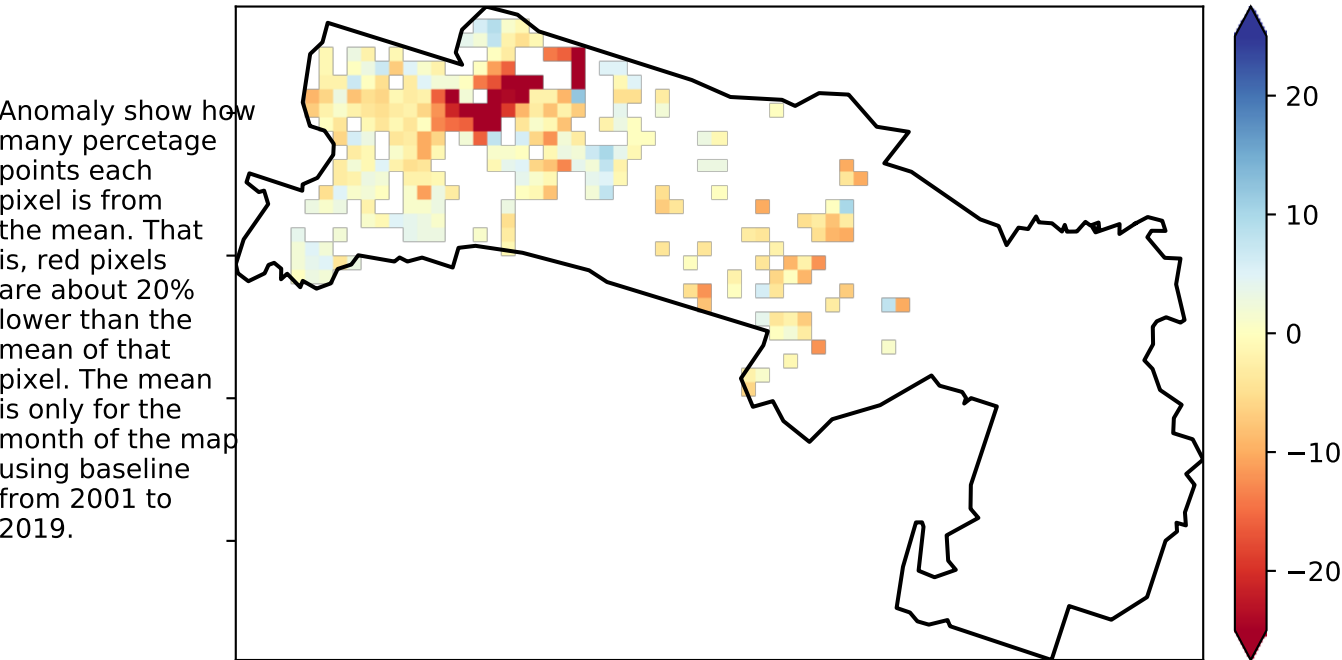 Anomaly show how
many percetage
points each
pixel is from
the mean. That
is, red pixels
are about 20%
lower than the
mean of that
pixel. The mean
is only for the
month of the map
using baseline
from 2001 to
2019.
20
10
0
−10
−20